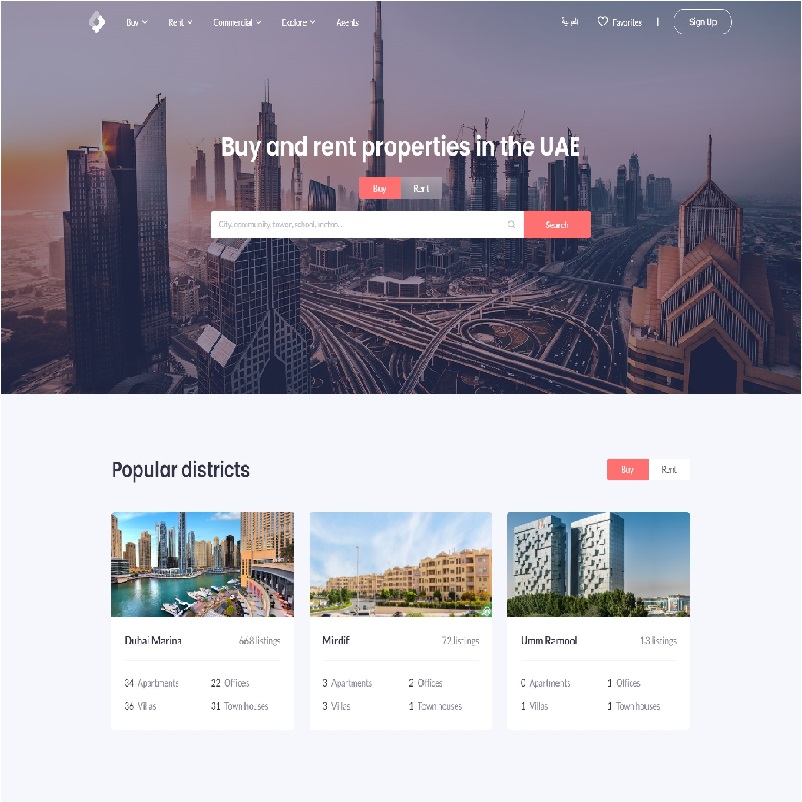 Buy Rent Commercial Explore Agents العربية Favorites | Sign Up
Buy and rent properties in the UAE
Buy Rent
City, community, tower, school, metro... Search
Popular districts Buy Rent
Dubai Marina 668 listings
34 Apartments 22 Offices
36 Villas 31 Townhouses
Mirdif 72 listings
3 Apartments 2 Offices
3 Villas 1 Townhouses
Umm Ramool 13 listings
0 Apartments 1 Offices
1 Villas 1 Townhouses